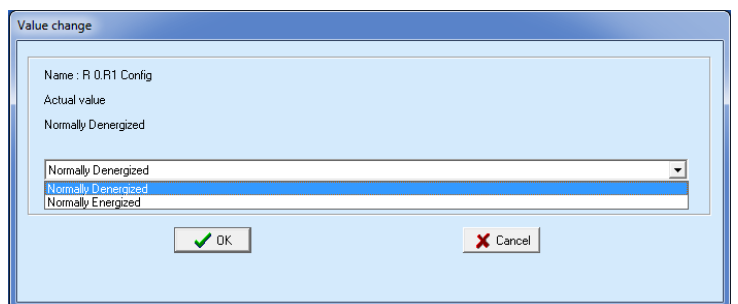 Value change
Name : R 0.R1 Config
Actual value
Normally Denergized
Normally Denergized
Normally Denergized
Normally Energized
OK
Cancel